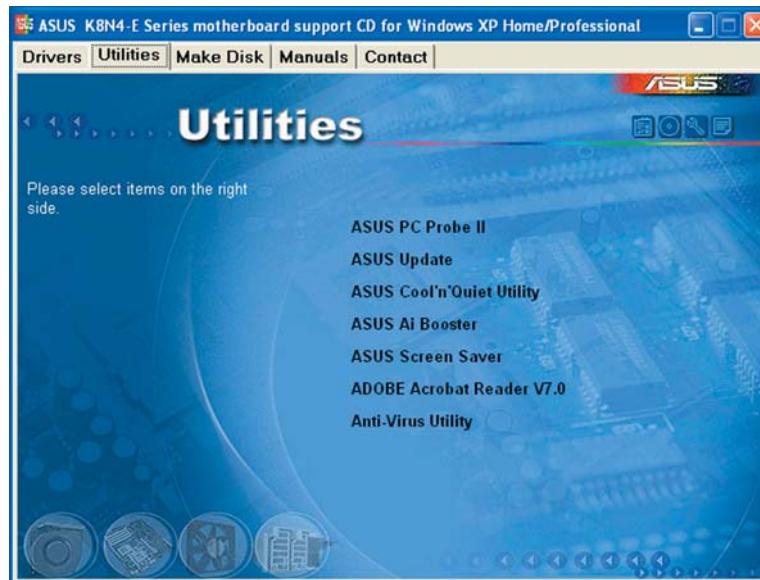 ASUS K8N4-E Series motherboard support CD for Windows XP Home/Professional
Drivers Utilities Make Disk Manuals Contact
ASUS
Utilities
Please select items on the right
side.
ASUS PC Probe II
ASUS Update
ASUS Cool'n'Quiet Utility
ASUS Ai Booster
ASUS Screen Saver
ADOBE Acrobat Reader V7.0
Anti-Virus Utility